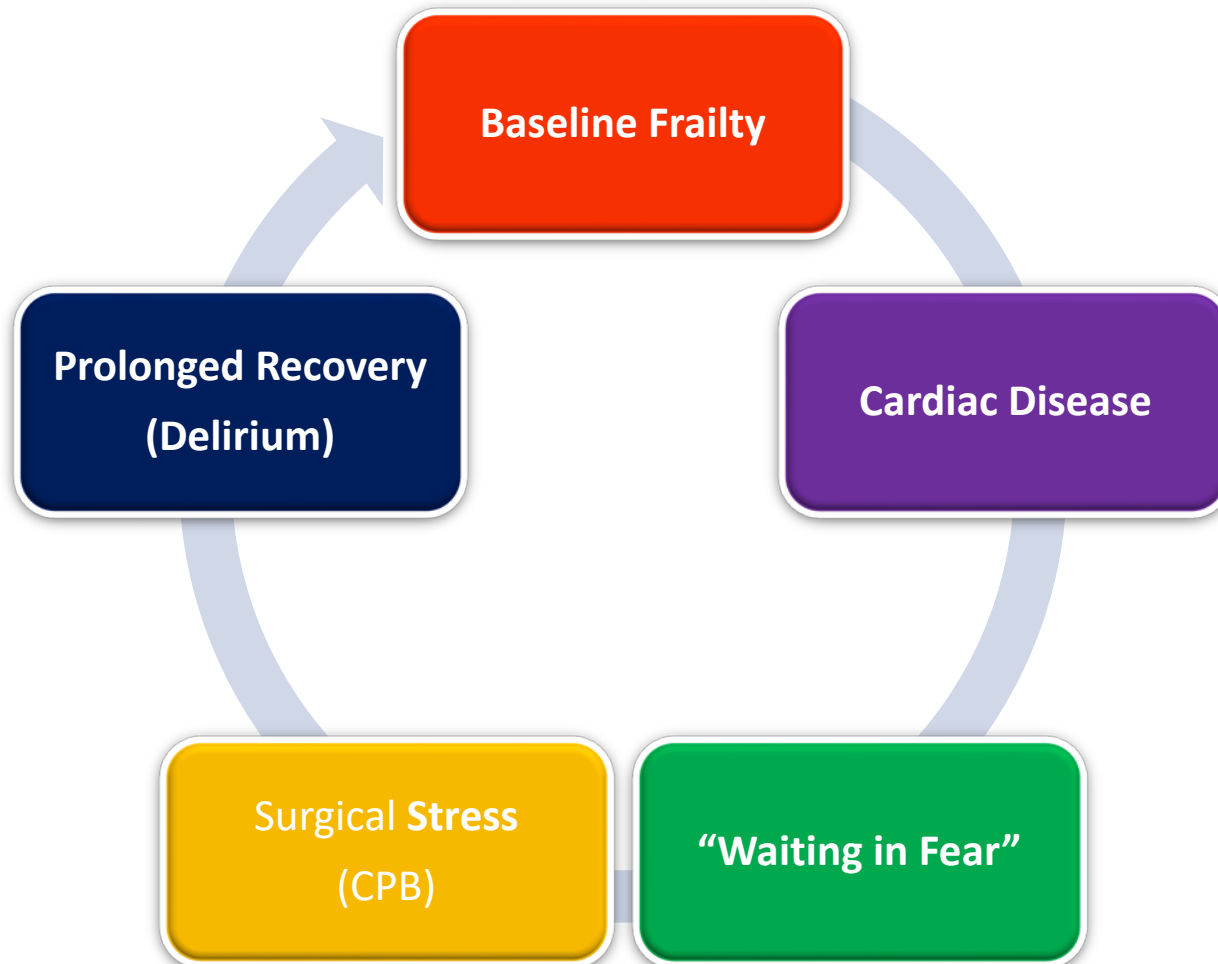 Baseline Frailty
Cardiac Disease
“Waiting in Fear”
Surgical Stress
(CPB)
Prolonged Recovery
(Delirium)